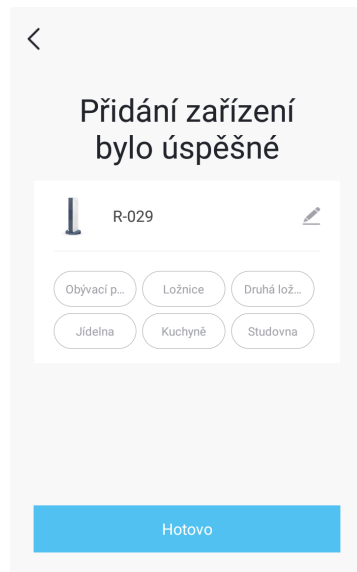 Přidání zařízení
bylo úspěšné
R-029
Obývací p... Ložnice Druhá lož...
Jídelna Kuchyně Studovna
Hotovo